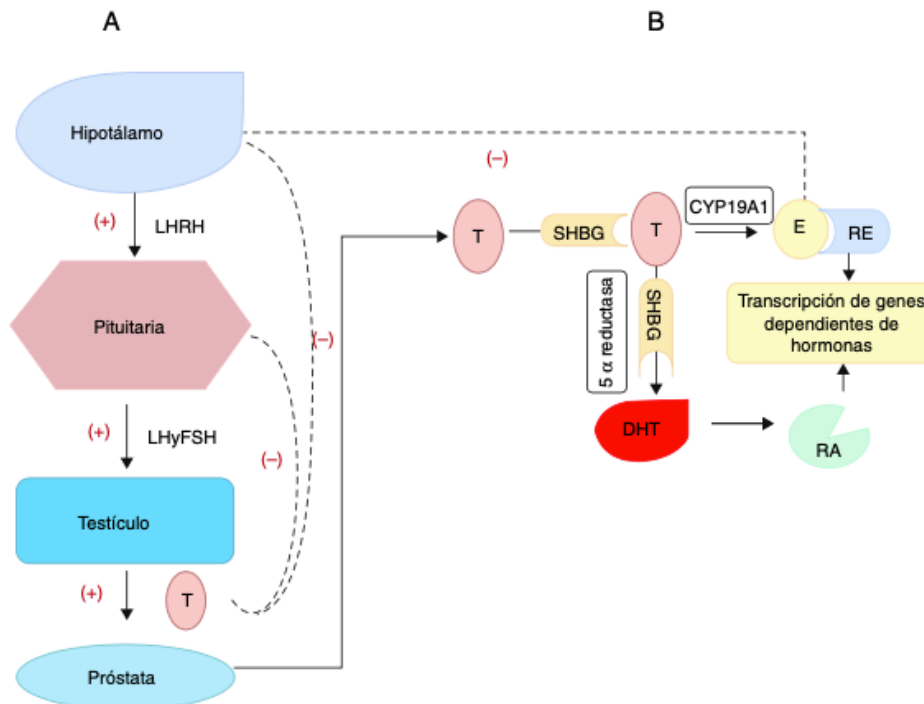 A
B
Hipotálamo
(+)
LHRH
Pituitaria
(+)
LHyFSH
Testículo
(+)
T
Próstata
(–)
(–)
(–)
T
SHBG
T
CYP19A1
E
RE
5 α reductasa
SHBG
Transcripción de genes
dependientes de
hormonas
DHT
RA